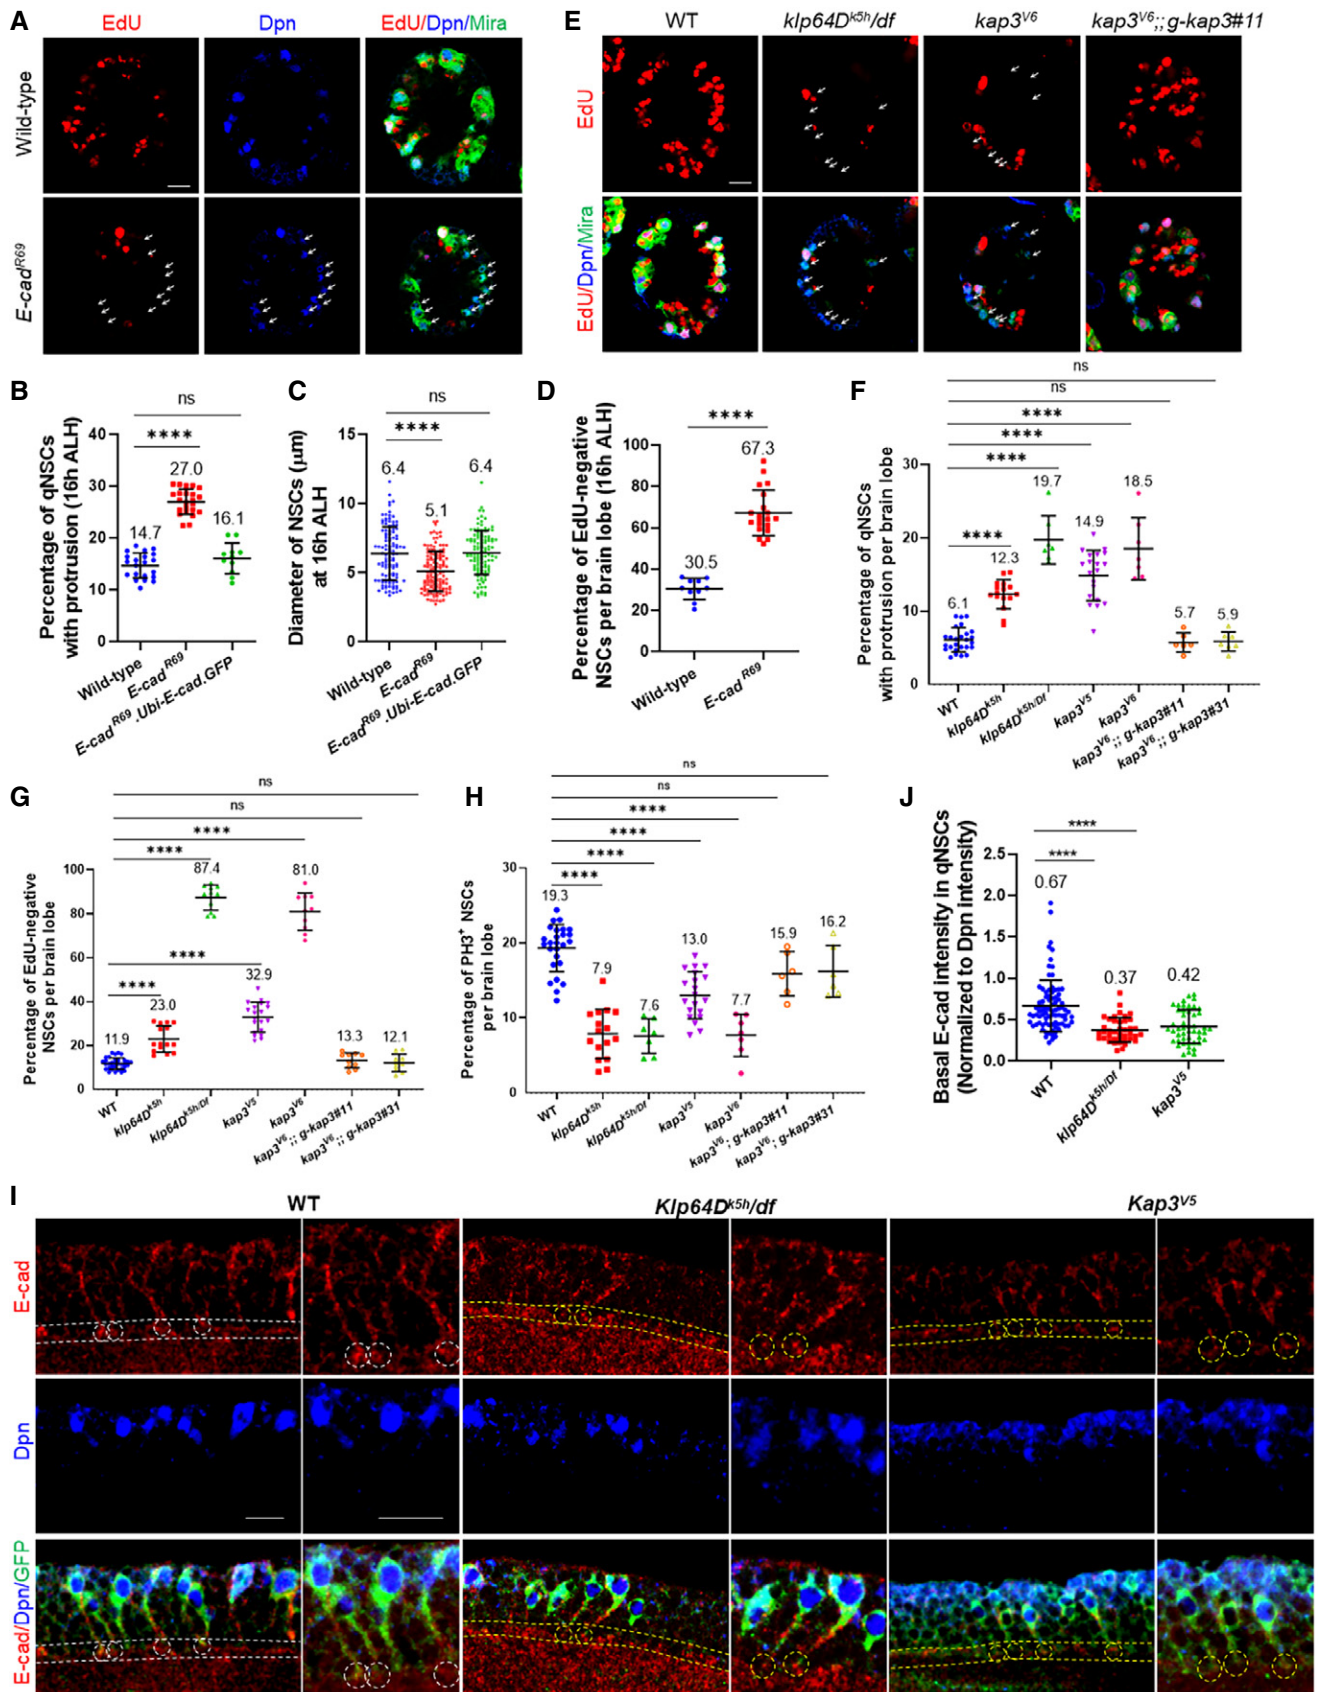 A
EdU
Dpn
EdU/Dpn/Mira
Wild-type
E-cad^R69
E
WT
klp64D^k5h/df
kap3^V6
kap3^V6;; g-kap3#11
EdU
EdU/Dpn/Mira
B
Percentage of qNSCs
with protrusion (16h ALH)
ns
****
40
30
20
10
0
14.7
27.0
16.1
Wild-type
E-cad^R69
E-cad^R69.Ubi-E-cad.GFP
C
Diameter of NSCs (μm)
at 16h ALH
ns
****
15
10
5
0
6.4
5.1
6.4
Wild-type
E-cad^R69
E-cad^R69.Ubi-E-cad.GFP
D
Percentage of EdU-negative
NSCs per brain lobe (16h ALH)
****
100
80
60
40
20
0
30.5
67.3
Wild-type
E-cad^R69
F
Percentage of qNSCs
with protrusion per brain lobe
ns
ns
****
****
****
****
30
20
10
0
6.1
12.3
19.7
14.9
18.5
5.7
5.9
WT
klp64D^k5h
klp64D^k5h/Df
kap3^V5
kap3^V6
kap3^V6;; g-kap3#11
kap3^V6;; g-kap3#31
G
Percentage of EdU-negative
NSCs per brain lobe
ns
ns
****
****
****
****
100
80
60
40
20
0
11.9
23.0
87.4
32.9
81.0
13.3
12.1
WT
klp64D^k5h
klp64D^k5h/Df
kap3^V5
kap3^V6
kap3^V6;; g-kap3#11
kap3^V6;; g-kap3#31
H
Percentage of PH3^+ NSCs
per brain lobe
ns
ns
****
****
****
****
30
20
10
0
19.3
7.9
7.6
13.0
7.7
15.9
16.2
WT
klp64D^k5h
klp64D^k5h/Df
kap3^V5
kap3^V6
kap3^V6; g-kap3#11
kap3^V6; g-kap3#31
J
Basal E-cad intensity in qNSCs
(Normalized to Dpn intensity)
****
****
2.5
2.0
1.5
1.0
0.5
0.0
0.67
0.37
0.42
WT
klp64D^k5h/Df
kap3^V5
I
WT
Klp64D^k5h/df
Kap3^V5
E-cad
Dpn
E-cad/Dpn/GFP